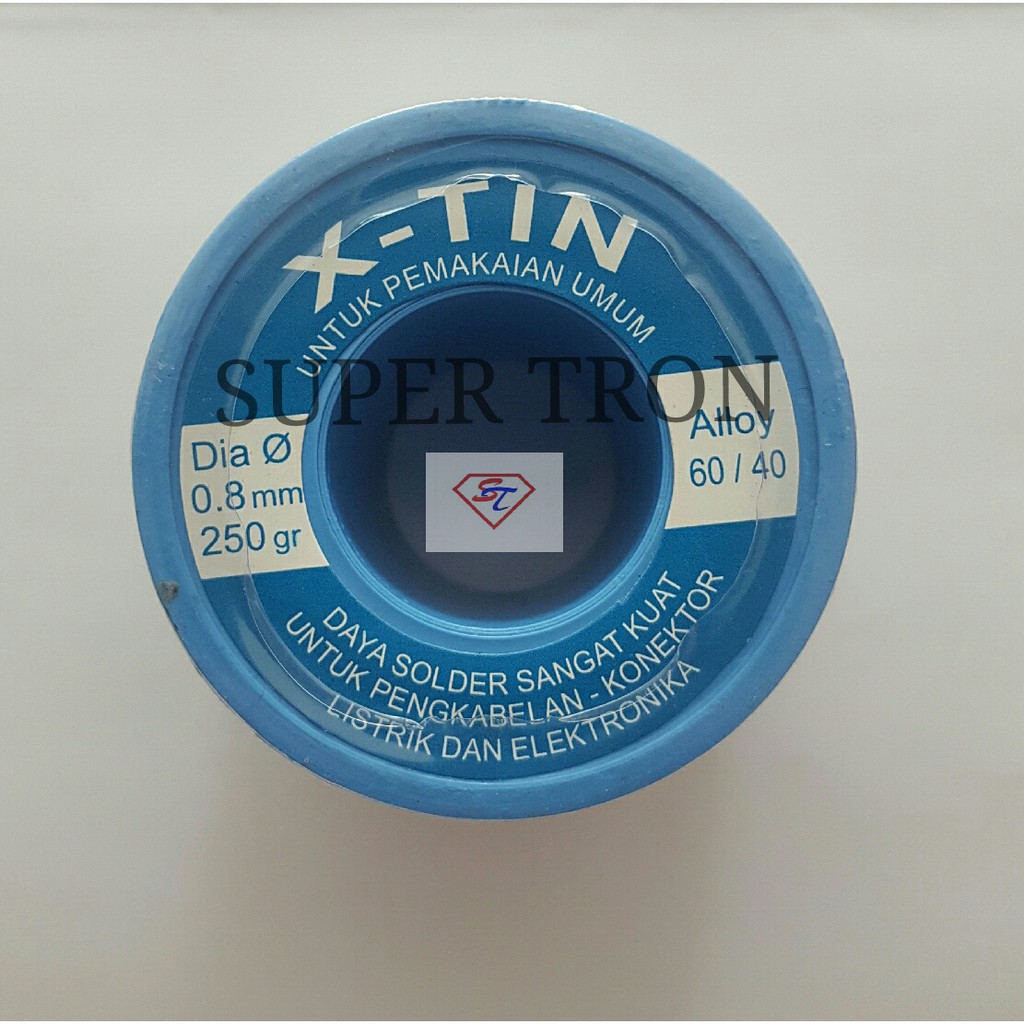 X-TIN
UNTUK PEMAKAIAN UMUM
SUPER TRON
Dia Ø
0.8 mm
250 gr
Alloy
60 / 40
ST
DAYA SOLDER SANGAT KUAT
UNTUK PENGKABELAN - KONEKTOR
LISTRIK DAN ELEKTRONIKA